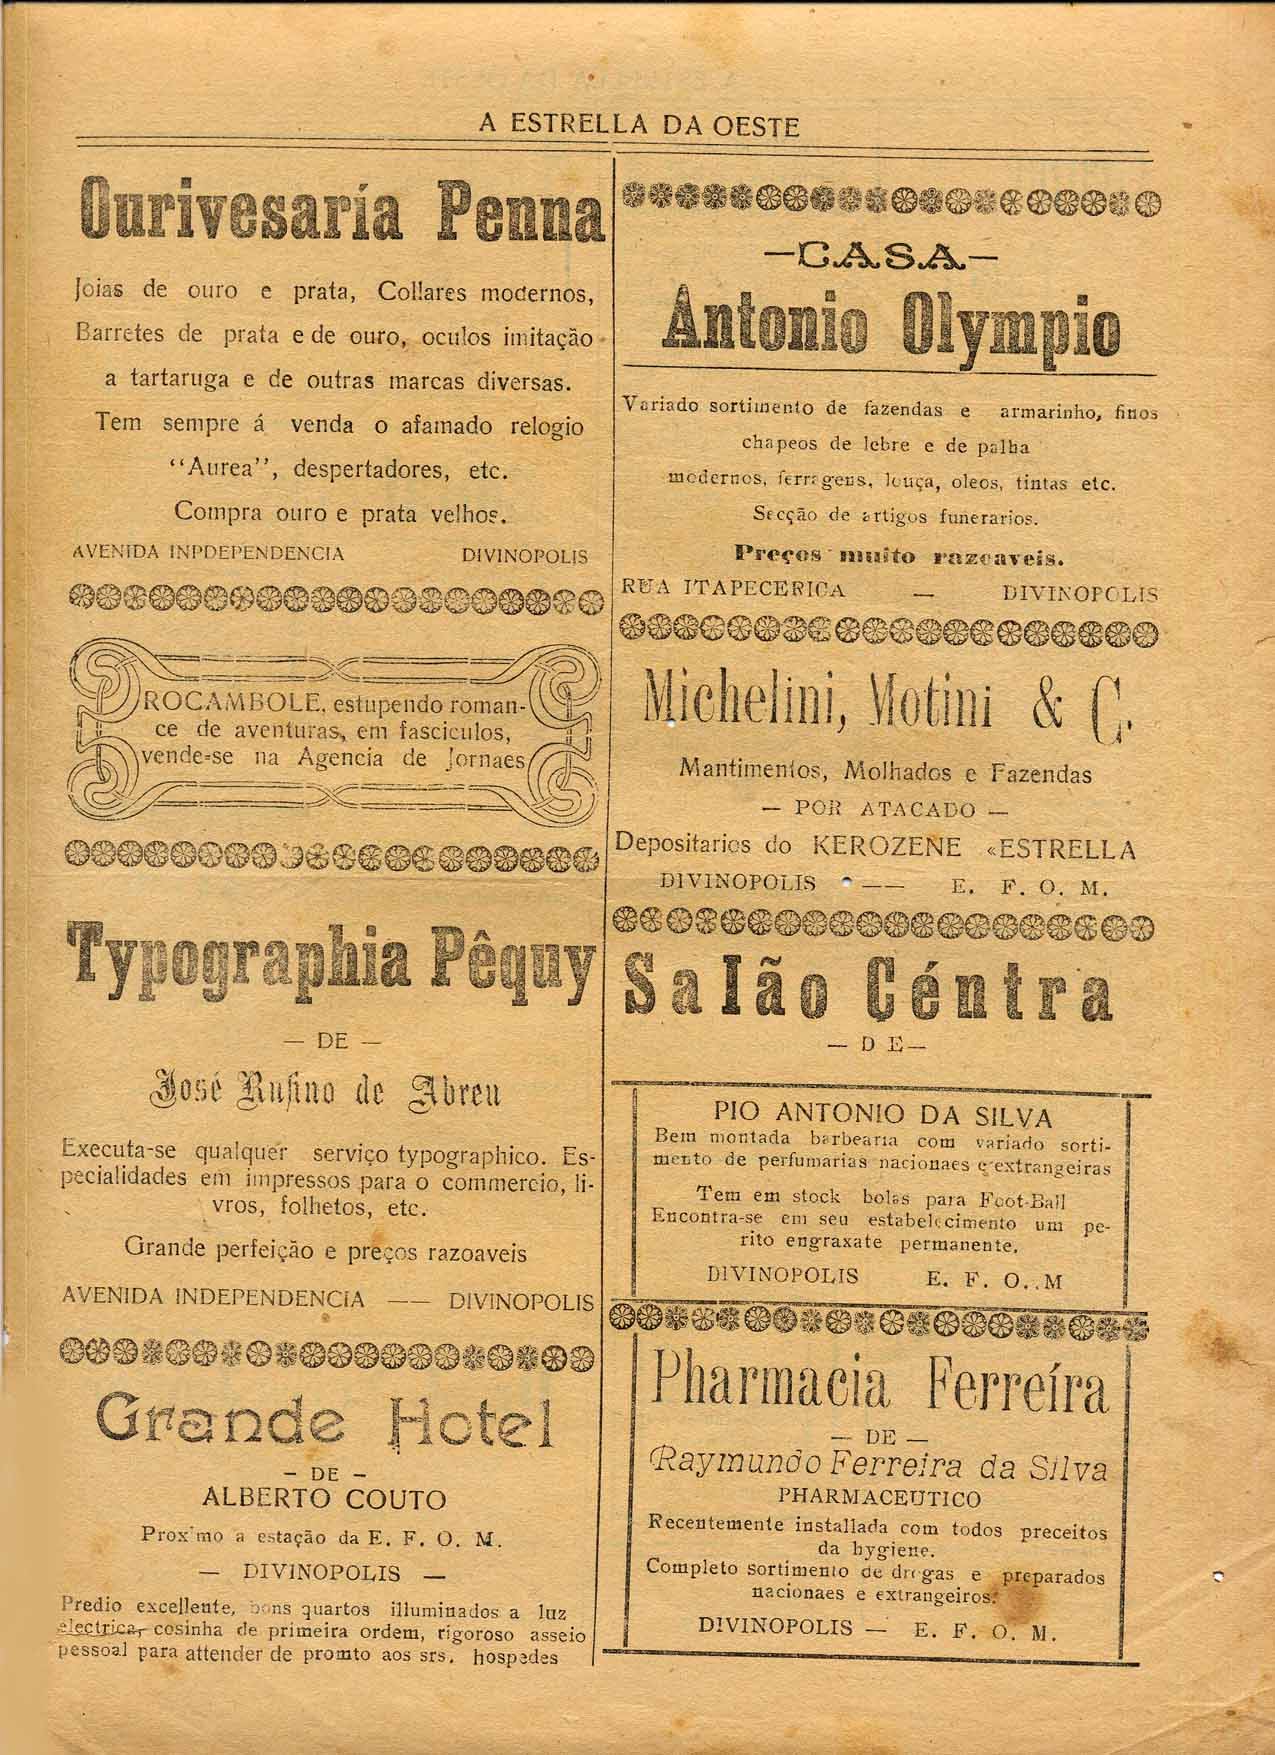 A ESTRELLA DA OESTE
Ourivesaría Penna
Joias de ouro e prata, Collares modernos,
Barretes de prata e de ouro, oculos imitação
a tartaruga e de outras marcas diversas.
Tem sempre á venda o afamado relogio
"Aurea", despertadores, etc.
Compra ouro e prata velhos.
AVENIDA INPDEPENDENCIA DIVINOPOLIS
ROCAMBOLE, estupendo roman-
ce de aventuras, em fasciculos,
vende-se na Agencia de Jornaes
Typographia Pêquy
— DE —
José Rufino de Abreu
Executa-se qualquer serviço typographico. Es-
pecialidades em impressos para o commercio, li-
vros, folhetos, etc.
Grande perfeição e preços razoaveis
AVENIDA INDEPENDENCIA —— DIVINOPOLIS
Grande Hotel
— DE —
ALBERTO COUTO
Proximo a estação da E. F. O. M.
— DIVINOPOLIS —
Predio excellente, bons quartos illuminados a luz
electrica, cosinha de primeira ordem, rigoroso asseio
pessoal para attender de promto aos srs. hospedes
—CASA—
Antonio Olympio
Variado sortimento de fazendas e armarinho, finos
chapeos de lebre e de palha
modernos, ferragens, louça, oleos, tintas etc.
Secção de artigos funerarios.
Preços muito razoaveis.
RUA ITAPECERICA — DIVINOPOLIS
Michelini, Motini & C.
Mantimentos, Molhados e Fazendas
— POR ATACADO —
Depositarios do KEROZENE «ESTRELLA
DIVINOPOLIS —— E. F. O. M.
Salão Céntra
— D E—
PIO ANTONIO DA SILVA
Bem montada barbearia com variado sorti-
mento de perfumarias nacionaes e extrangeiras
Tem em stock bolas para Foot-Ball
Encontra-se em seu estabelecimento um pe-
rito engraxate permanente.
DIVINOPOLIS E. F. O. M
Pharmacia Ferreíra
— DE —
Raymundo Ferreira da Silva
PHARMACEUTICO
Recentemente installada com todos preceitos
da hygiene.
Completo sortimento de drogas e preparados
nacionaes e extrangeiros.
DIVINOPOLIS — E. F. O. M.